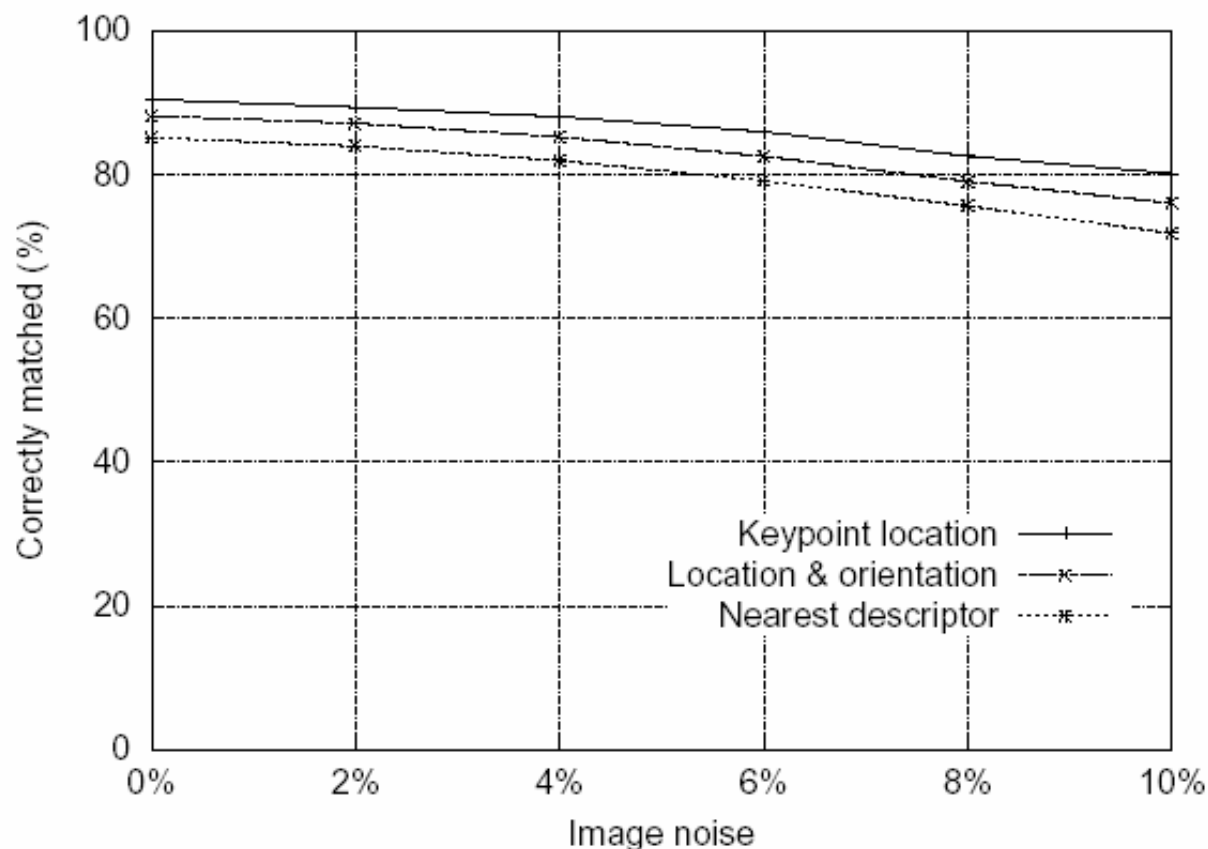 100
80
60
40
20
0
Correctly matched (%)
Keypoint location
Location & orientation
Nearest descriptor
0% 2% 4% 6% 8% 10%
Image noise